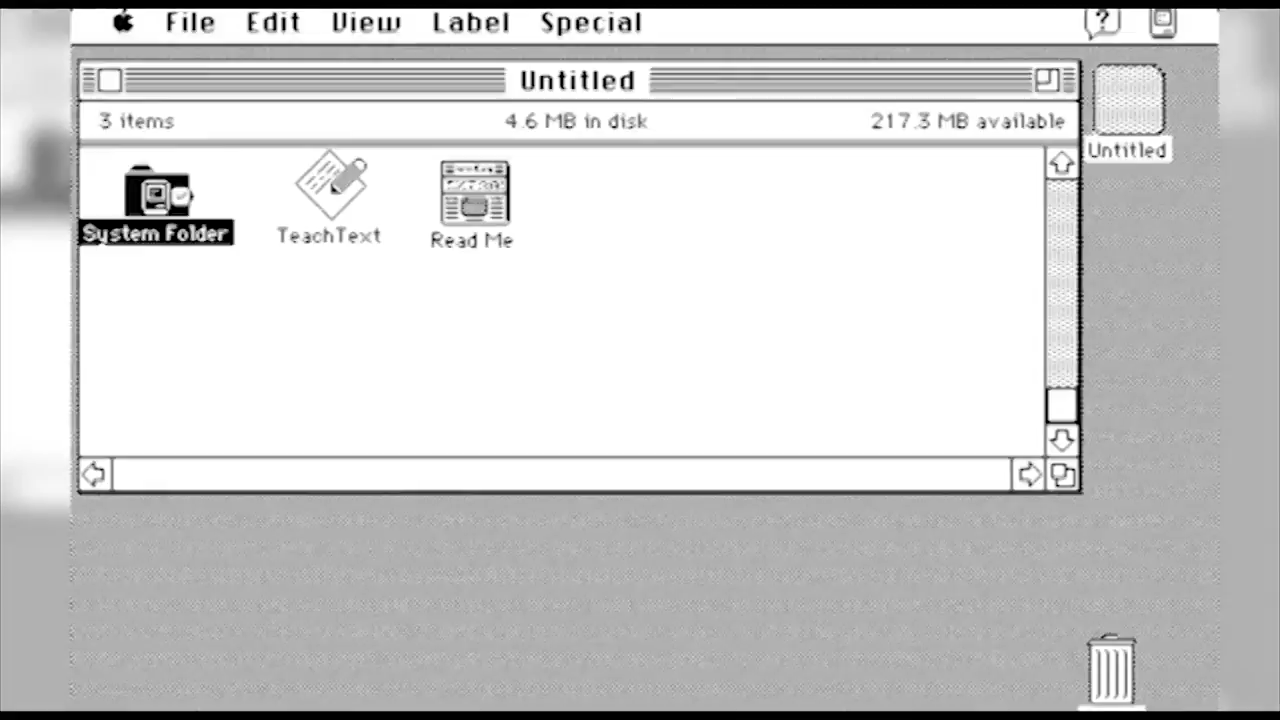 File Edit View Label Special
Untitled
3 items 4.6 MB in disk 217.3 MB available
Untitled
System Folder TeachText Read Me